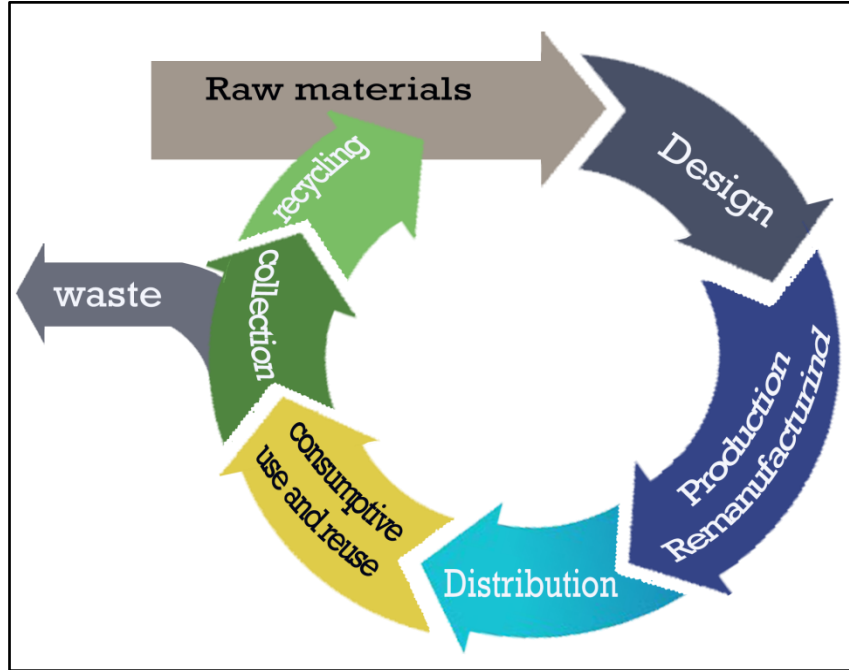 Raw materials
Design
Production
Remanufacturind
Distribution
consumptive
use and reuse
collection
recycling
waste